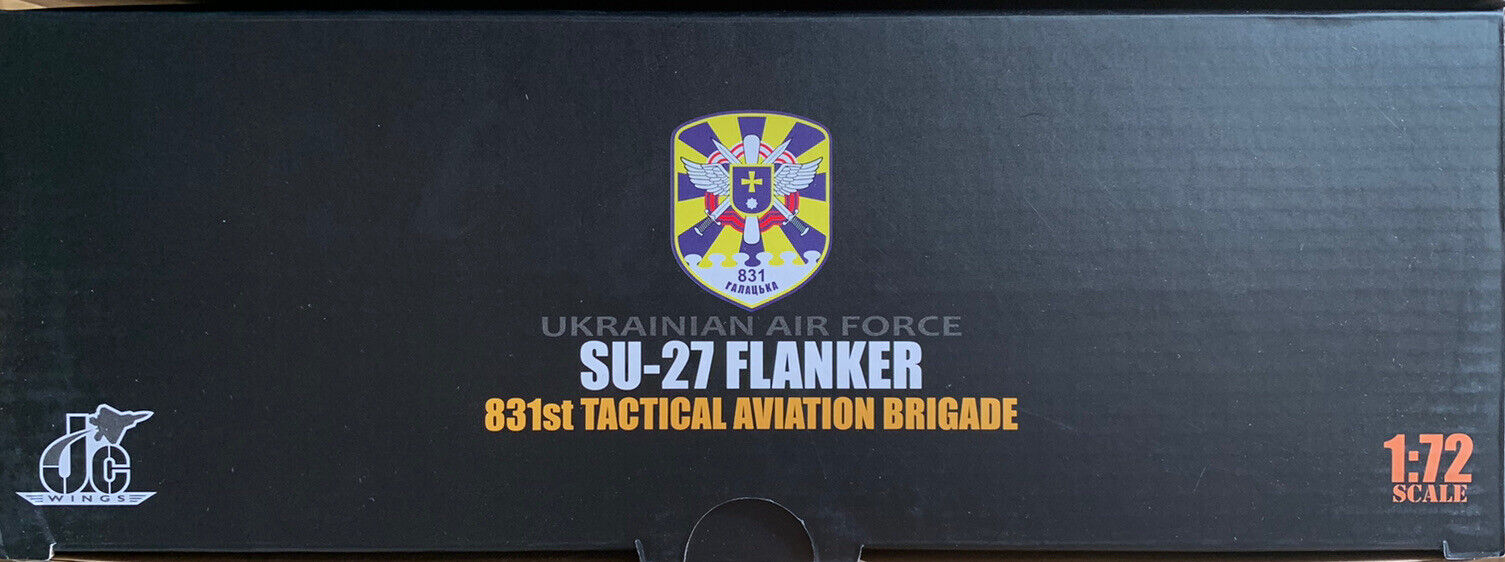 831
ГАЛАЦЬКА
UKRAINIAN AIR FORCE
SU-27 FLANKER
831st TACTICAL AVIATION BRIGADE
JC
WINGS
1:72
SCALE